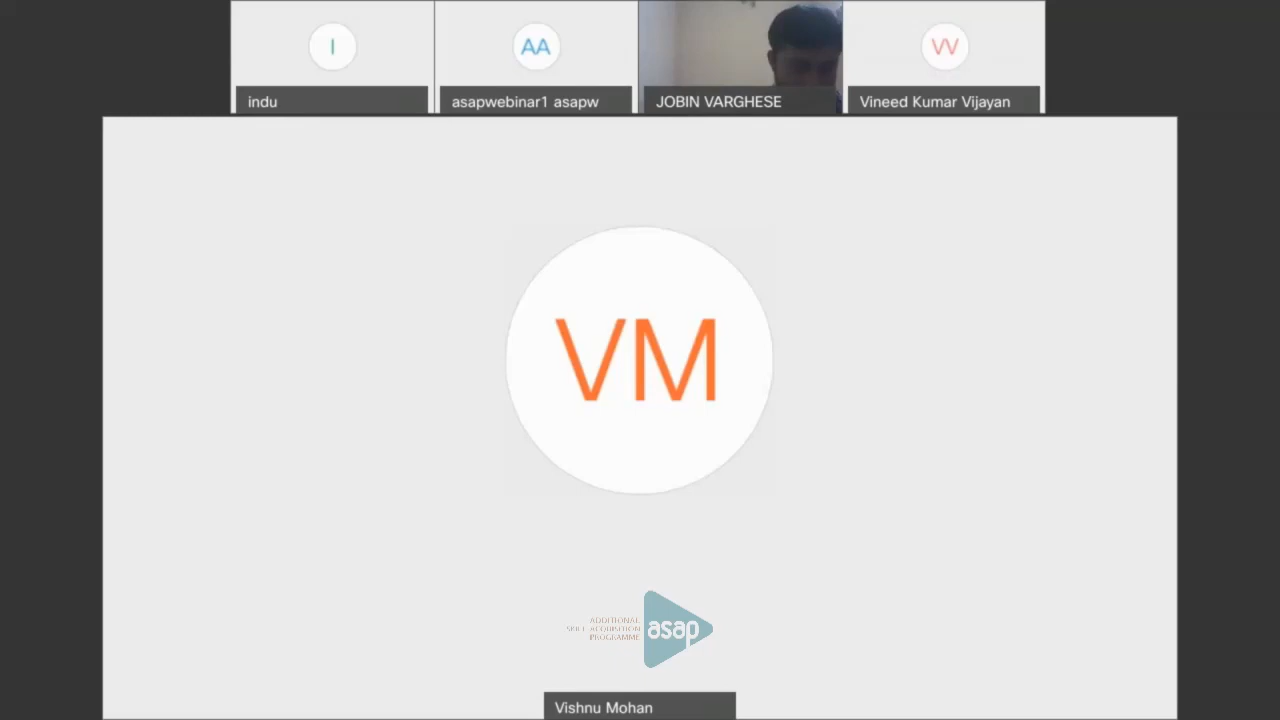 I
AA
VV
indu
asapwebinar1 asapw
JOBIN VARGHESE
Vineed Kumar Vijayan
VM
ADDITIONAL
SKILL ACQUISITION
PROGRAMME
asap
Vishnu Mohan